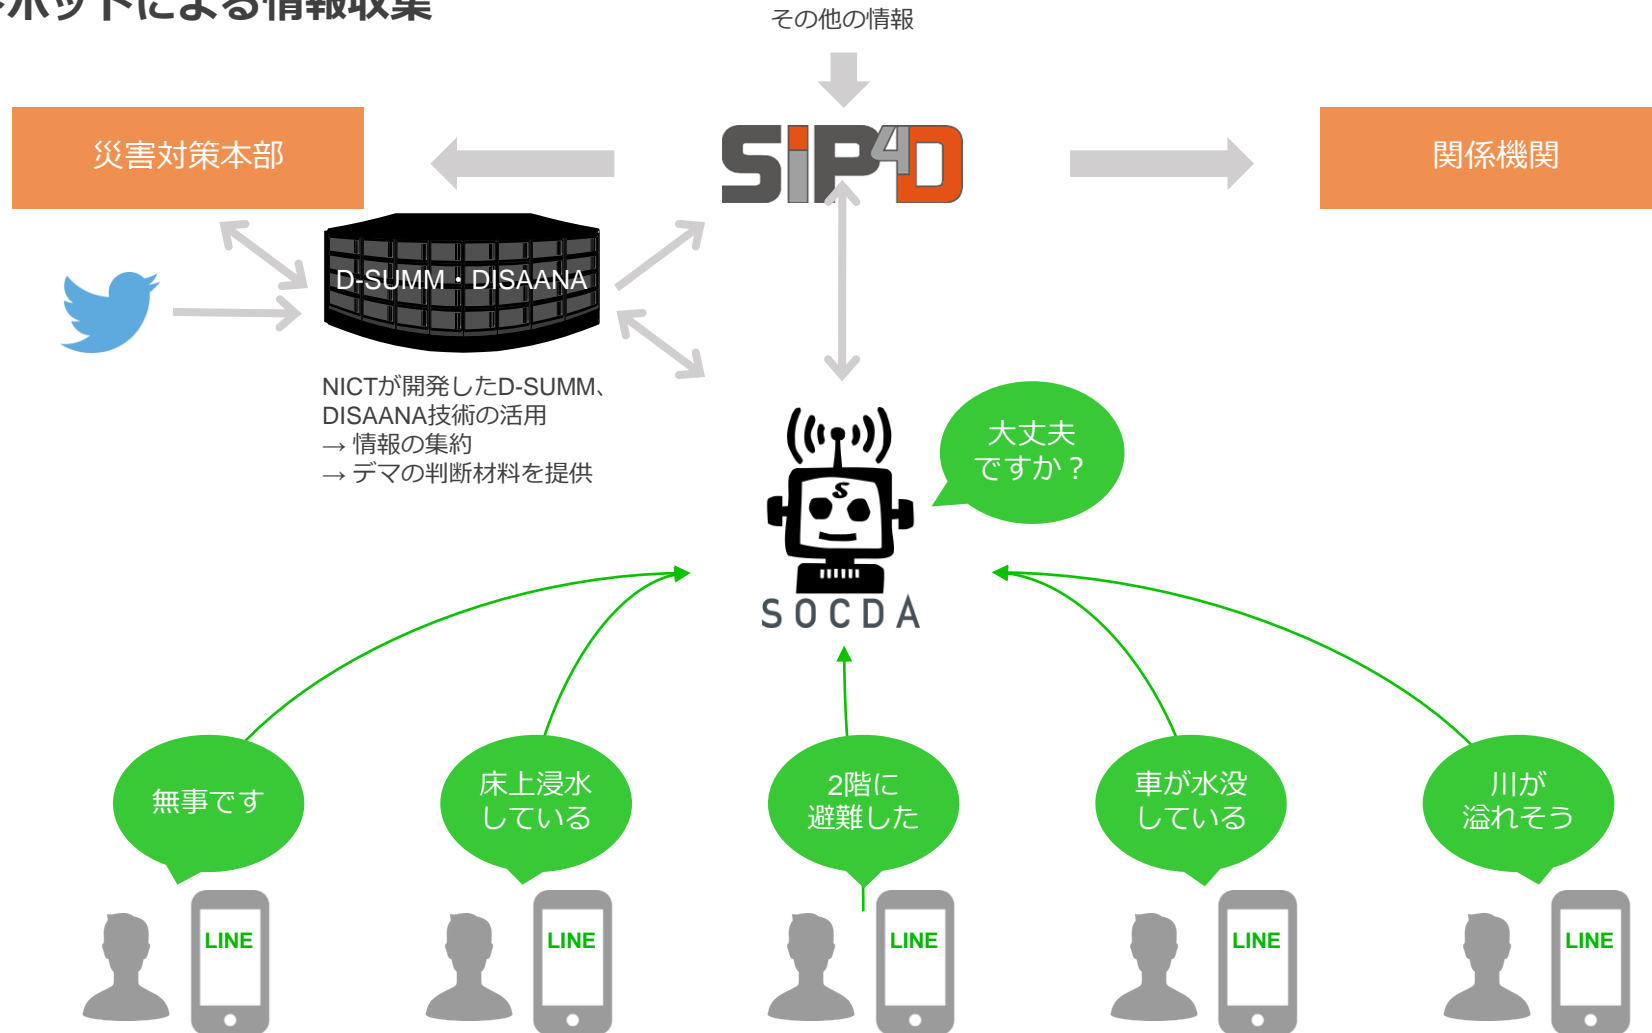 ボットによる情報収集
その他の情報
災害対策本部
SIP4D
関係機関
D-SUMM・DISAANA
NICTが開発したD-SUMM、
DISAANA技術の活用
→ 情報の集約
→ デマの判断材料を提供
大丈夫
ですか？
S
SOCDA
無事です
床上浸水
している
2階に
避難した
車が水没
している
川が
溢れそう
LINE
LINE
LINE
LINE
LINE